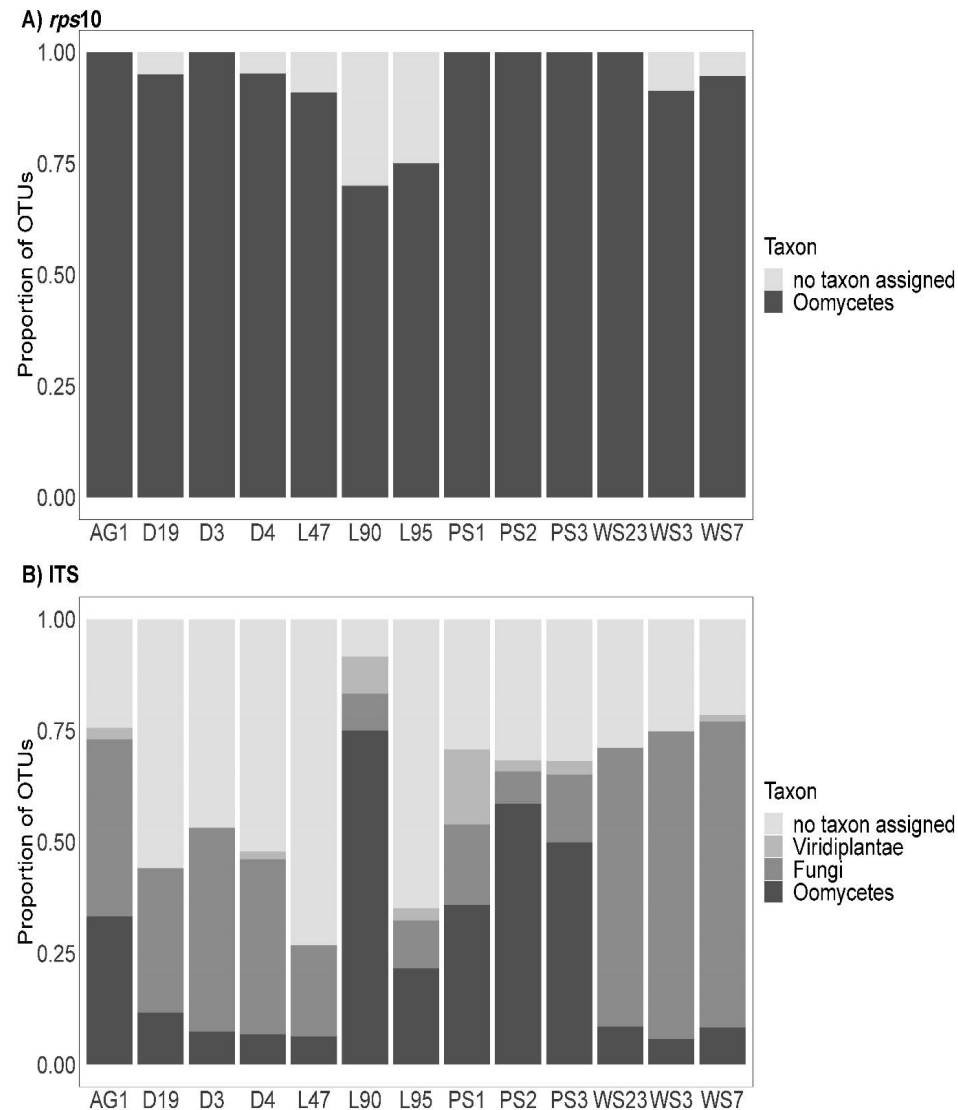 A) rps10
Proportion of OTUs
1.00
0.75
0.50
0.25
0.00
AG1 D19 D3 D4 L47 L90 L95 PS1 PS2 PS3 WS23 WS3 WS7
Taxon
no taxon assigned
Oomycetes
B) ITS
Proportion of OTUs
1.00
0.75
0.50
0.25
0.00
AG1 D19 D3 D4 L47 L90 L95 PS1 PS2 PS3 WS23 WS3 WS7
Taxon
no taxon assigned
Viridiplantae
Fungi
Oomycetes